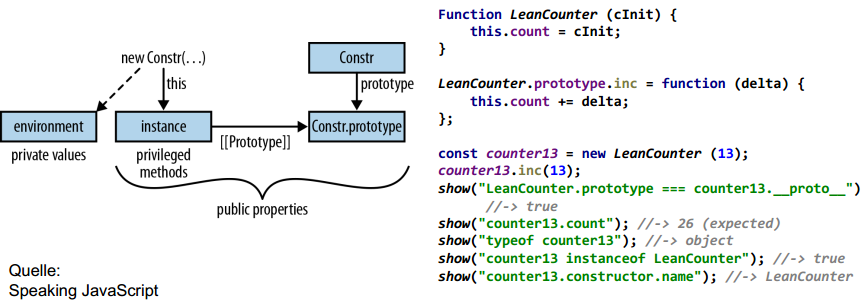 new Constr(…)
Constr
this
prototype
environment
instance
Constr.prototype
[[Prototype]]
private values
privileged
methods
public properties
Quelle:
Speaking JavaScript
Function LeanCounter (cInit) {
    this.count = cInit;
}
LeanCounter.prototype.inc = function (delta) {
    this.count += delta;
};
const counter13 = new LeanCounter (13);
counter13.inc(13);
show("LeanCounter.prototype === counter13.__proto__")
    //-> true
show("counter13.count"); //-> 26 (expected)
show("typeof counter13"); //-> object
show("counter13 instanceof LeanCounter"); //-> true
show("counter13.constructor.name"); //-> LeanCounter